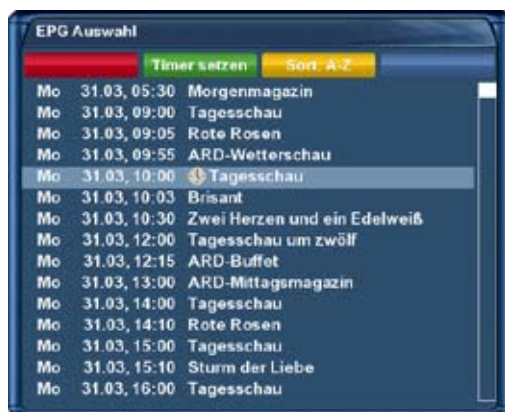 EPG Auswahl
Timer setzen Sort. A-Z
Mo 31.03, 05:30 Morgenmagazin
Mo 31.03, 09:00 Tagesschau
Mo 31.03, 09:05 Rote Rosen
Mo 31.03, 09:55 ARD-Wetterschau
Mo 31.03, 10:00 Tagesschau
Mo 31.03, 10:03 Brisant
Mo 31.03, 10:30 Zwei Herzen und ein Edelweiß
Mo 31.03, 12:00 Tagesschau um zwölf
Mo 31.03, 12:15 ARD-Buffet
Mo 31.03, 13:00 ARD-Mittagsmagazin
Mo 31.03, 14:00 Tagesschau
Mo 31.03, 14:10 Rote Rosen
Mo 31.03, 15:00 Tagesschau
Mo 31.03, 15:10 Sturm der Liebe
Mo 31.03, 16:00 Tagesschau